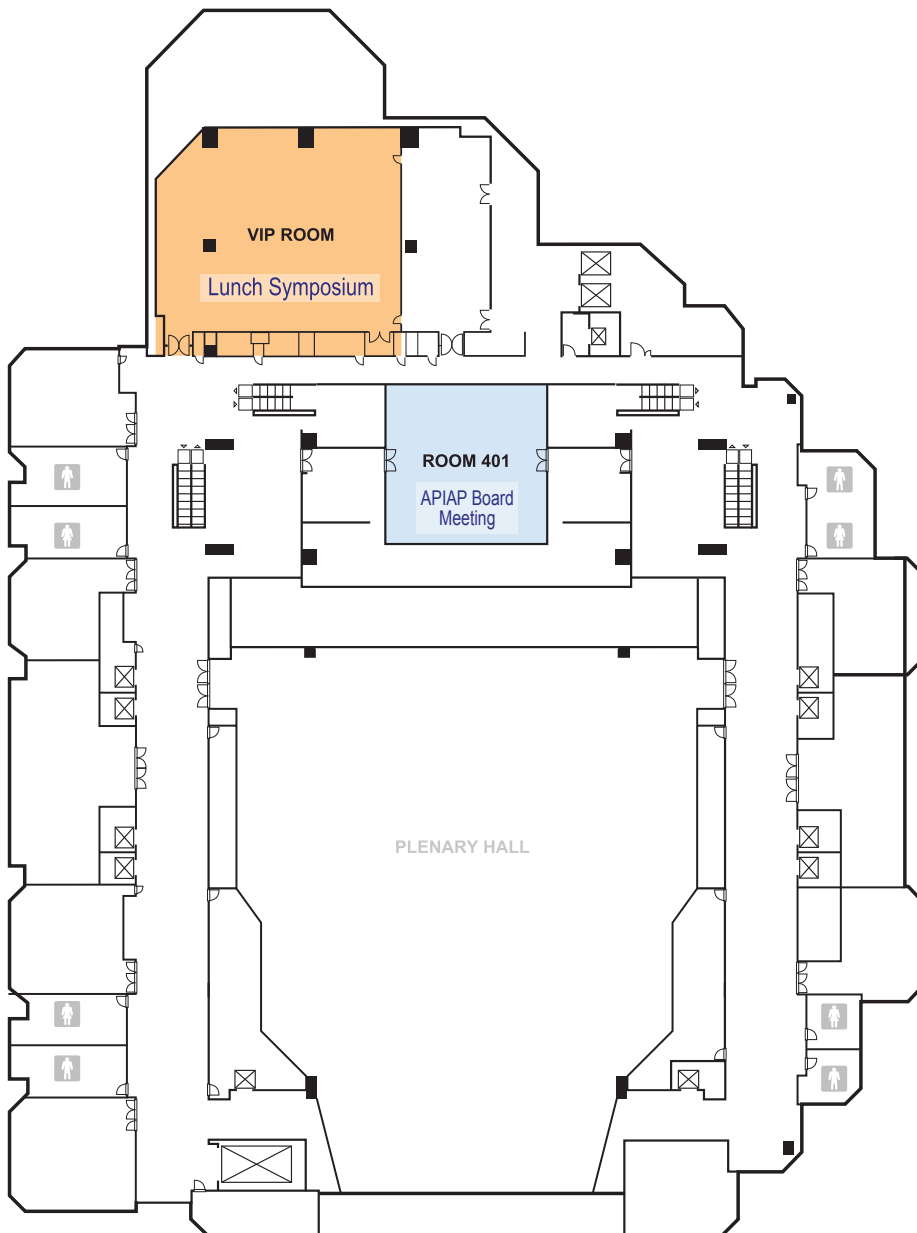 VIP ROOM
Lunch Symposium
ROOM 401
APIAP Board
Meeting
PLENARY HALL